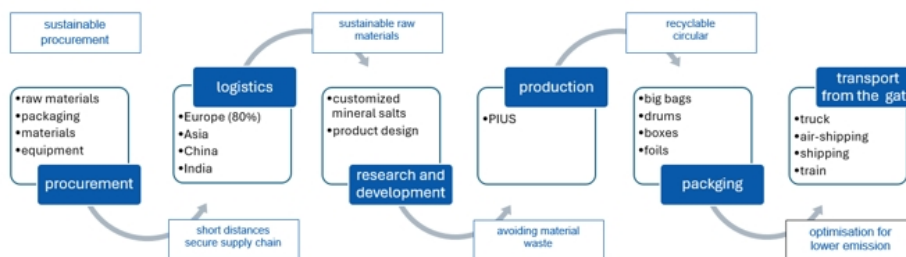 sustainable
procurement
sustainable raw
materials
recyclable
circular
•raw materials
•packaging
•materials
•equipment
procurement
logistics
•Europe (80%)
•Asia
•China
•India
•customized
mineral salts
•product design
research and
development
production
•PIUS
•big bags
•drums
•boxes
•foils
packging
transport
from the gat
•truck
•air-shipping
•shipping
•train
short distances
secure supply chain
avoiding material
waste
optimisation for
lower emission